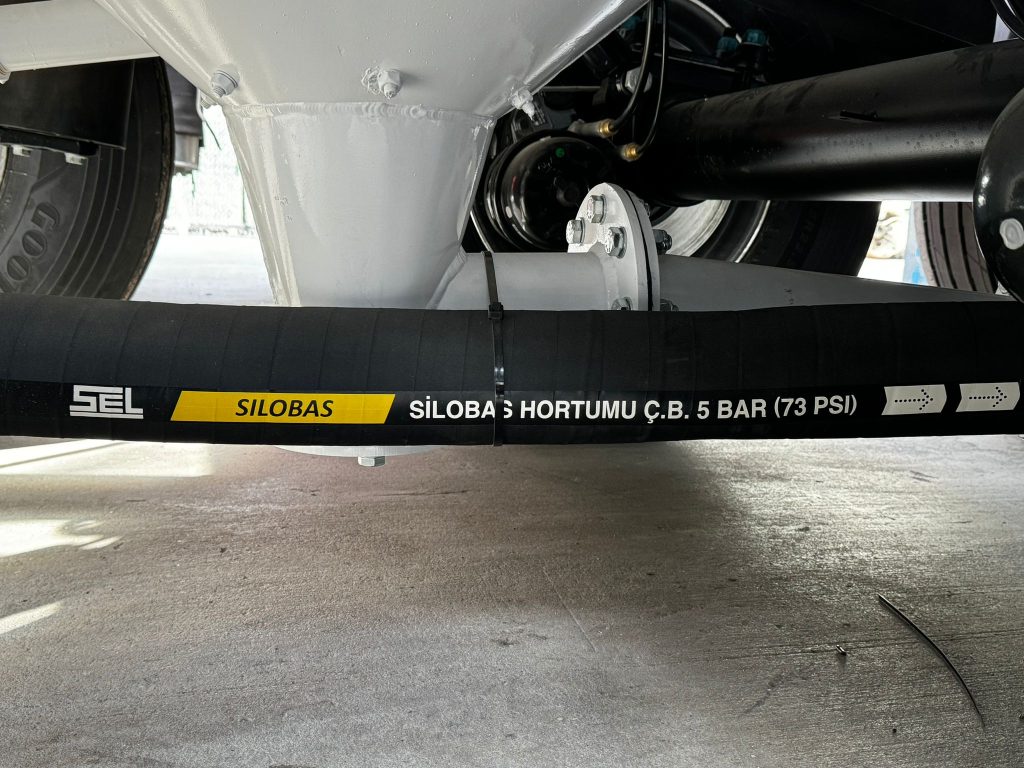 SEL SILOBAS SİLOBAS HORTUMU Ç.B. 5 BAR (73 PSI)